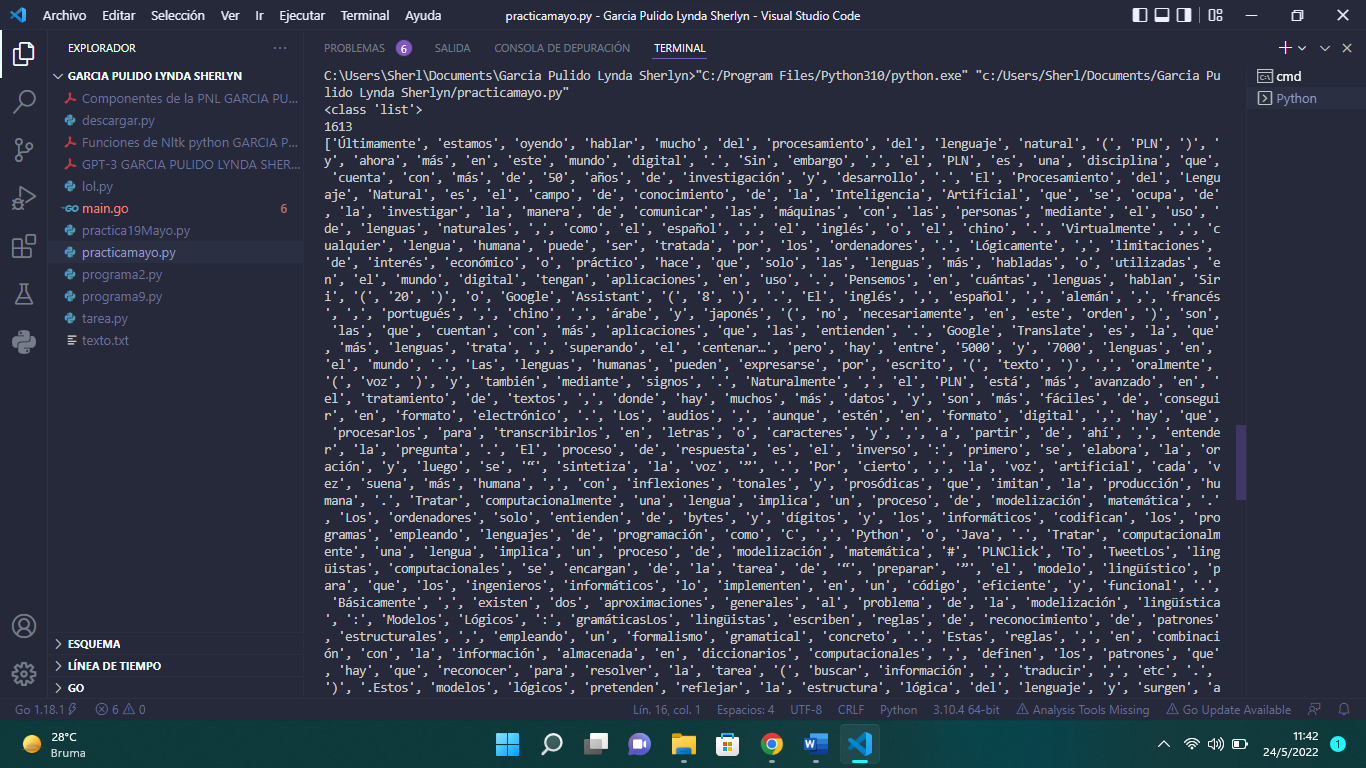 Archivo Editar Selección Ver Ir Ejecutar Terminal Ayuda
practicamayo.py - Garcia Pulido Lynda Sherlyn - Visual Studio Code
EXPLORADOR
GARCIA PULIDO LYNDA SHERLYN
Componentes de la PNL GARCIA PU...
descargar.py
Funciones de Nltk python GARCIA P...
GPT-3 GARCIA PULIDO LYNDA SHER...
lol.py
main.go 6
practica19Mayo.py
practicamayo.py
programa2.py
programa9.py
tarea.py
texto.txt
ESQUEMA
LÍNEA DE TIEMPO
GO
PROBLEMAS 6 SALIDA CONSOLA DE DEPURACIÓN TERMINAL
cmd
Python
C:\Users\Sherl\Documents\Garcia Pulido Lynda Sherlyn>"C:/Program Files/Python310/python.exe" "c:/Users/Sherl/Documents/Garcia Pu
lido Lynda Sherlyn/practicamayo.py"
<class 'list'>
1613
['Últimamente', 'estamos', 'oyendo', 'hablar', 'mucho', 'del', 'procesamiento', 'del', 'lenguaje', 'natural', '(', 'PLN', ')',
'y', 'ahora', 'más', 'en', 'este', 'mundo', 'digital', '.', 'Sin', 'embargo', ',', 'el', 'PLN', 'es', 'una', 'disciplina', 'que',
'cuenta', 'con', 'más', 'de', '50', 'años', 'de', 'investigación', 'y', 'desarrollo', '.', 'El', 'Procesamiento', 'del', 'Lengu
aje', 'Natural', 'es', 'el', 'campo', 'de', 'conocimiento', 'de', 'la', 'Inteligencia', 'Artificial', 'que', 'se', 'ocupa', 'de'
, 'la', 'investigar', 'la', 'manera', 'de', 'comunicar', 'las', 'máquinas', 'con', 'las', 'personas', 'mediante', 'el', 'uso',
'de', 'lenguas', 'naturales', ',', 'como', 'el', 'español', ',', 'el', 'inglés', 'o', 'el', 'chino', '.', 'Virtualmente', ',', 'c
ualquier', 'lengua', 'humana', 'puede', 'ser', 'tratada', 'por', 'los', 'ordenadores', '.', 'Lógicamente', ',', 'limitaciones',
'de', 'interés', 'económico', 'o', 'práctico', 'hace', 'que', 'solo', 'las', 'lenguas', 'más', 'habladas', 'o', 'utilizadas', 'e
n', 'el', 'mundo', 'digital', 'tengan', 'aplicaciones', 'en', 'uso', '.', 'Pensemos', 'en', 'cuántas', 'lenguas', 'hablan', 'Sir
i', '(', '20', ')', 'o', 'Google', 'Assistant', '(', '8', ')', '.', 'El', 'inglés', ',', 'español', ',', 'alemán', ',', 'francés
', ',', 'portugués', ',', 'chino', ',', 'árabe', 'y', 'japonés', '(', 'no', 'necesariamente', 'en', 'este', 'orden', ')', 'son',
'las', 'que', 'cuentan', 'con', 'más', 'aplicaciones', 'que', 'las', 'entienden', '.', 'Google', 'Translate', 'es', 'la', 'que'
, 'más', 'lenguas', 'trata', ',', 'superando', 'el', 'centenar…', 'pero', 'hay', 'entre', '5000', 'y', '7000', 'lenguas', 'en',
'el', 'mundo', '.', 'Las', 'lenguas', 'humanas', 'pueden', 'expresarse', 'por', 'escrito', '(', 'texto', ')', ',', 'oralmente',
'(', 'voz', ')', 'y', 'también', 'mediante', 'signos', '.', 'Naturalmente', ',', 'el', 'PLN', 'está', 'más', 'avanzado', 'en',
'el', 'tratamiento', 'de', 'textos', ',', 'donde', 'hay', 'muchos', 'más', 'datos', 'y', 'son', 'más', 'fáciles', 'de', 'consegui
r', 'en', 'formato', 'electrónico', '.', 'Los', 'audios', ',', 'aunque', 'estén', 'en', 'formato', 'digital', ',', 'hay', 'que',
'procesarlos', 'para', 'transcribirlos', 'en', 'letras', 'o', 'caracteres', 'y', ',', 'a', 'partir', 'de', 'ahí', ',', 'entende
r', 'la', 'pregunta', '.', 'El', 'proceso', 'de', 'respuesta', 'es', 'el', 'inverso', ':', 'primero', 'se', 'elabora', 'la', 'or
ación', 'y', 'luego', 'se', '“', 'sintetiza', 'la', 'voz', '”', '.', 'Por', 'cierto', ',', 'la', 'voz', 'artificial', 'cada', 'v
ez', 'suena', 'más', 'humana', ',', 'con', 'inflexiones', 'tonales', 'y', 'prosódicas', 'que', 'imitan', 'la', 'producción', 'hu
mana', '.', 'Tratar', 'computacionalmente', 'una', 'lengua', 'implica', 'un', 'proceso', 'de', 'modelización', 'matemática', '.'
, 'Los', 'ordenadores', 'solo', 'entienden', 'de', 'bytes', 'y', 'dígitos', 'y', 'los', 'informáticos', 'codifican', 'los', 'pro
gramas', 'empleando', 'lenguajes', 'de', 'programación', 'como', 'C', ',', 'Python', 'o', 'Java', '.', 'Tratar', 'computacionalm
ente', 'una', 'lengua', 'implica', 'un', 'proceso', 'de', 'modelización', 'matemática', '#', 'PLNClick', 'To', 'TweetLos', 'ling
üistas', 'computacionales', 'se', 'encargan', 'de', 'la', 'tarea', 'de', '“', 'preparar', '”', 'el', 'modelo', 'lingüístico', 'p
ara', 'que', 'los', 'ingenieros', 'informáticos', 'lo', 'implementen', 'en', 'un', 'código', 'eficiente', 'y', 'funcional', '.',
'Básicamente', ',', 'existen', 'dos', 'aproximaciones', 'generales', 'al', 'problema', 'de', 'la', 'modelización', 'lingüística
', ':', 'Modelos', 'Lógicos', ':', 'gramáticasLos', 'lingüistas', 'escriben', 'reglas', 'de', 'reconocimiento', 'de', 'patrones'
, 'estructurales', ',', 'empleando', 'un', 'formalismo', 'gramatical', 'concreto', '.', 'Estas', 'reglas', ',', 'en', 'combinaci
ón', 'con', 'la', 'información', 'almacenada', 'en', 'diccionarios', 'computacionales', ',', 'definen', 'los', 'patrones', 'que'
, 'hay', 'que', 'reconocer', 'para', 'resolver', 'la', 'tarea', '(', 'buscar', 'información', ',', 'traducir', ',', 'etc', '.',
')', '.Estos', 'modelos', 'lógicos', 'pretenden', 'reflejar', 'la', 'estructura', 'lógica', 'del', 'lenguaje', 'y', 'surgen', 'a
Go 1.18.1 6 0 Lín. 16, col. 1 Espacios: 4 UTF-8 CRLF Python 3.10.4 64-bit Analysis Tools Missing Go Update Available
28°C
Bruma
11:42
24/5/2022
1